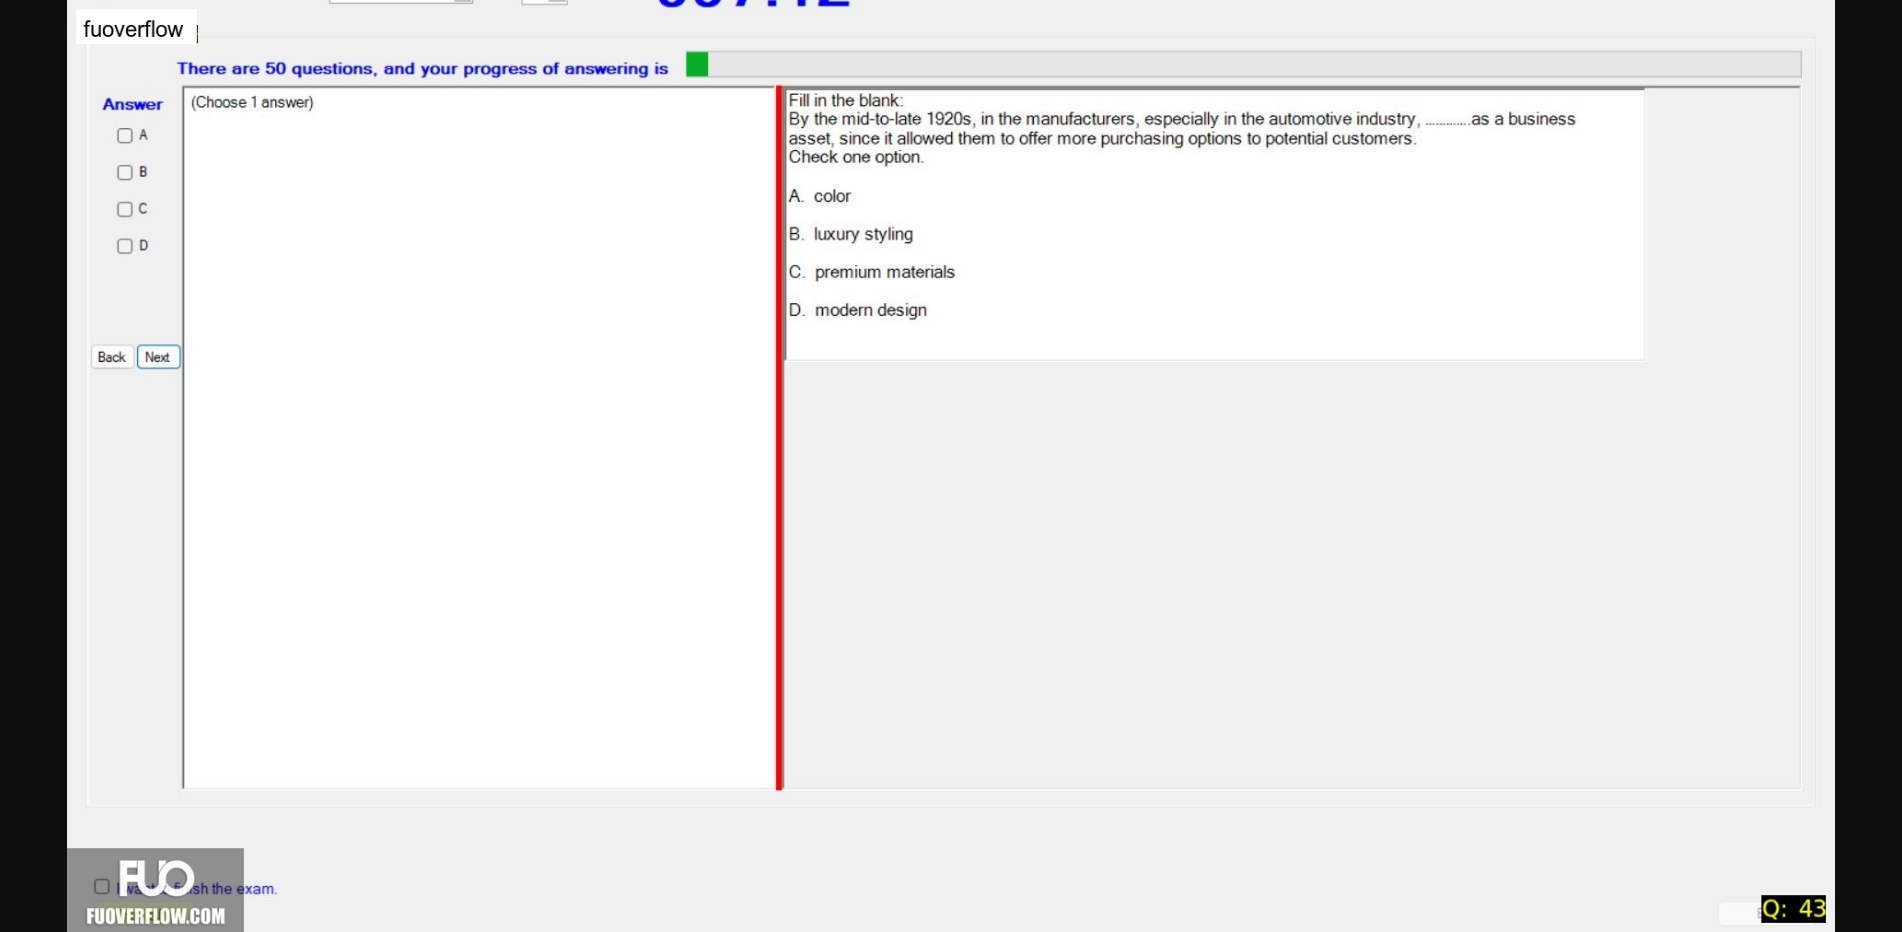 fuoverflow
There are 50 questions, and your progress of answering is
Answer
A
B
C
D
Back Next
(Choose 1 answer)
Fill in the blank:
By the mid-to-late 1920s, in the manufacturers, especially in the automotive industry, .............as a business
asset, since it allowed them to offer more purchasing options to potential customers.
Check one option.
A. color
B. luxury styling
C. premium materials
D. modern design
FUO
sh the exam.
FUOVERFLOW.COM
Q: 43